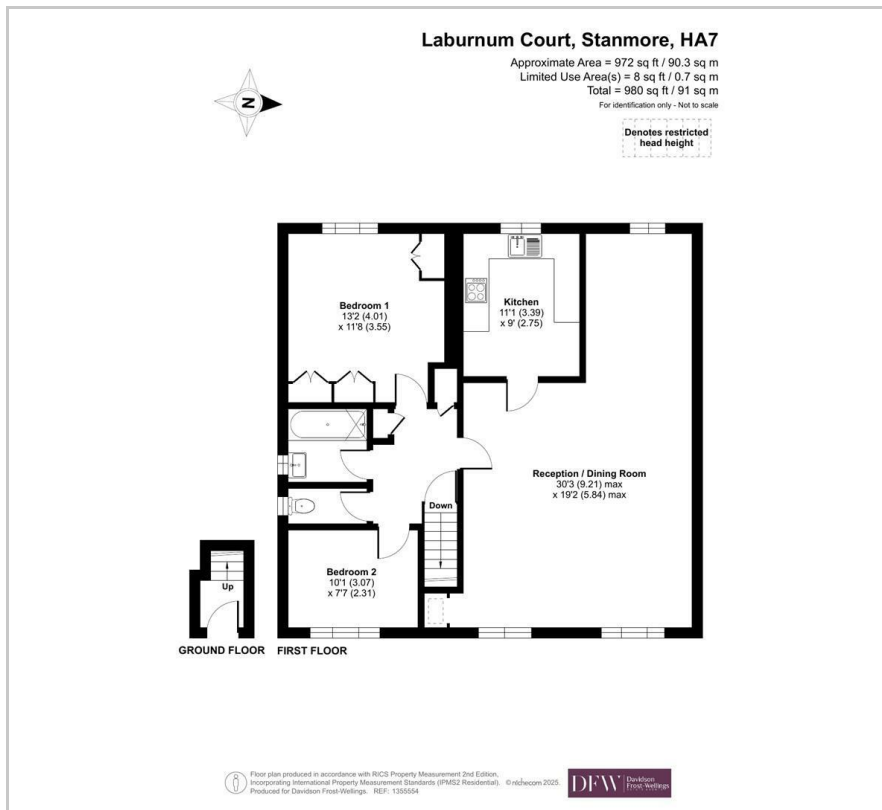 Laburnum Court, Stanmore, HA7
Approximate Area = 972 sq ft / 90.3 sq m
Limited Use Area(s) = 8 sq ft / 0.7 sq m
Total = 980 sq ft / 91 sq m
For identification only - Not to scale
N
Denotes restricted
head height
Bedroom 1
13'2 (4.01)
x 11'8 (3.55)
Kitchen
11'1 (3.39)
x 9' (2.75)
Reception / Dining Room
30'3 (9.21) max
x 19'2 (5.84) max
Down
Bedroom 2
10'1 (3.07)
x 7'7 (2.31)
Up
GROUND FLOOR
FIRST FLOOR
Floor plan produced in accordance with RICS Property Measurement 2nd Edition,
Incorporating International Property Measurement Standards (IPMS2 Residential). © nichecom 2025.
Produced for Davidson Frost-Wellings. REF: 1355554
DFW Davidson
Frost-Wellings